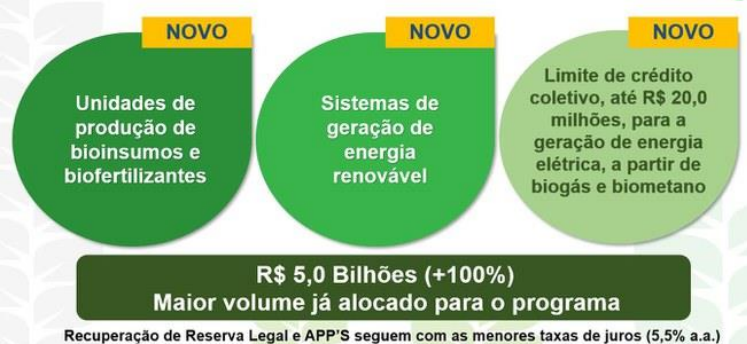 NOVO
Unidades de
produção de
bioinsumos e
biofertilizantes
NOVO
Sistemas de
geração de
energia
renovável
NOVO
Limite de crédito
coletivo, até R$ 20,0
milhões, para a
geração de energia
elétrica, a partir de
biogás e biometano
R$ 5,0 Bilhões (+100%)
Maior volume já alocado para o programa
Recuperação de Reserva Legal e APP'S seguem com as menores taxas de juros (5,5% a.a.)